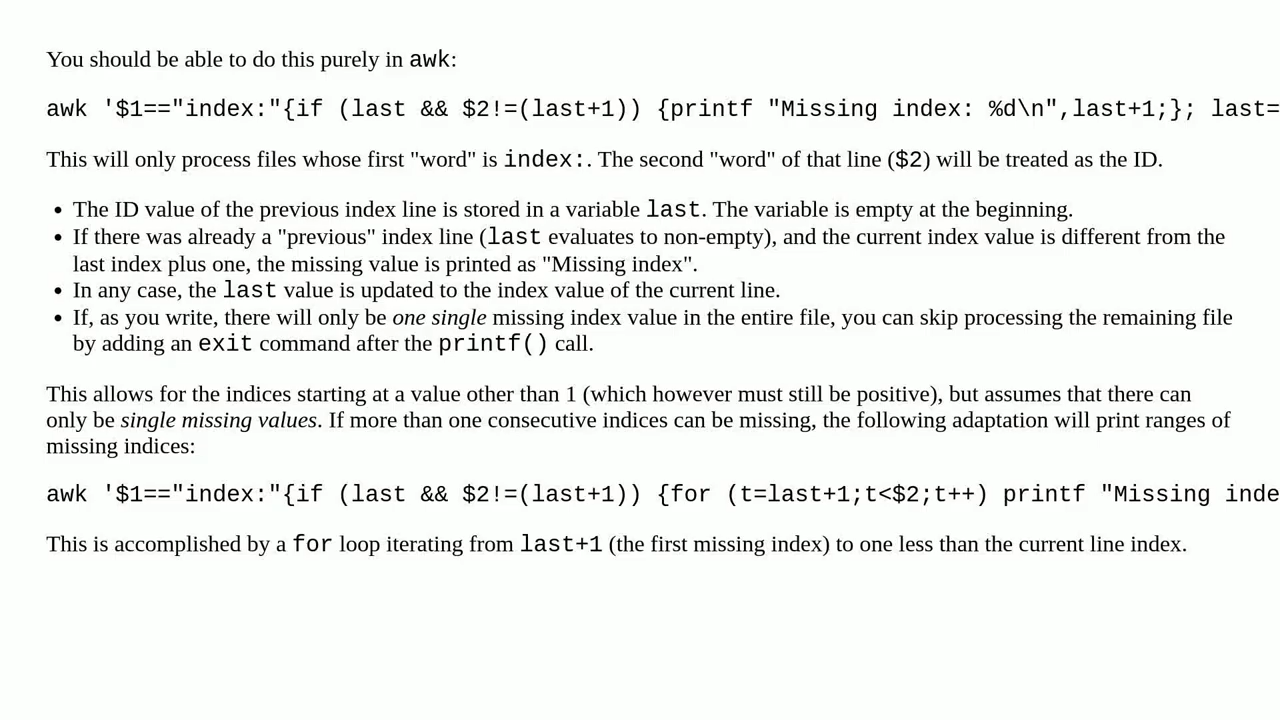 You should be able to do this purely in awk:
awk '$1=="index:"{if (last && $2!=(last+1)) {printf "Missing index: %d\n",last+1;}; last=
This will only process files whose first "word" is index:. The second "word" of that line ($2) will be treated as the ID.
• The ID value of the previous index line is stored in a variable last. The variable is empty at the beginning.
• If there was already a "previous" index line (last evaluates to non-empty), and the current index value is different from the
last index plus one, the missing value is printed as "Missing index".
• In any case, the last value is updated to the index value of the current line.
• If, as you write, there will only be one single missing index value in the entire file, you can skip processing the remaining file
by adding an exit command after the printf() call.
This allows for the indices starting at a value other than 1 (which however must still be positive), but assumes that there can
only be single missing values. If more than one consecutive indices can be missing, the following adaptation will print ranges of
missing indices:
awk '$1=="index:"{if (last && $2!=(last+1)) {for (t=last+1;t<$2;t++) printf "Missing inde
This is accomplished by a for loop iterating from last+1 (the first missing index) to one less than the current line index.